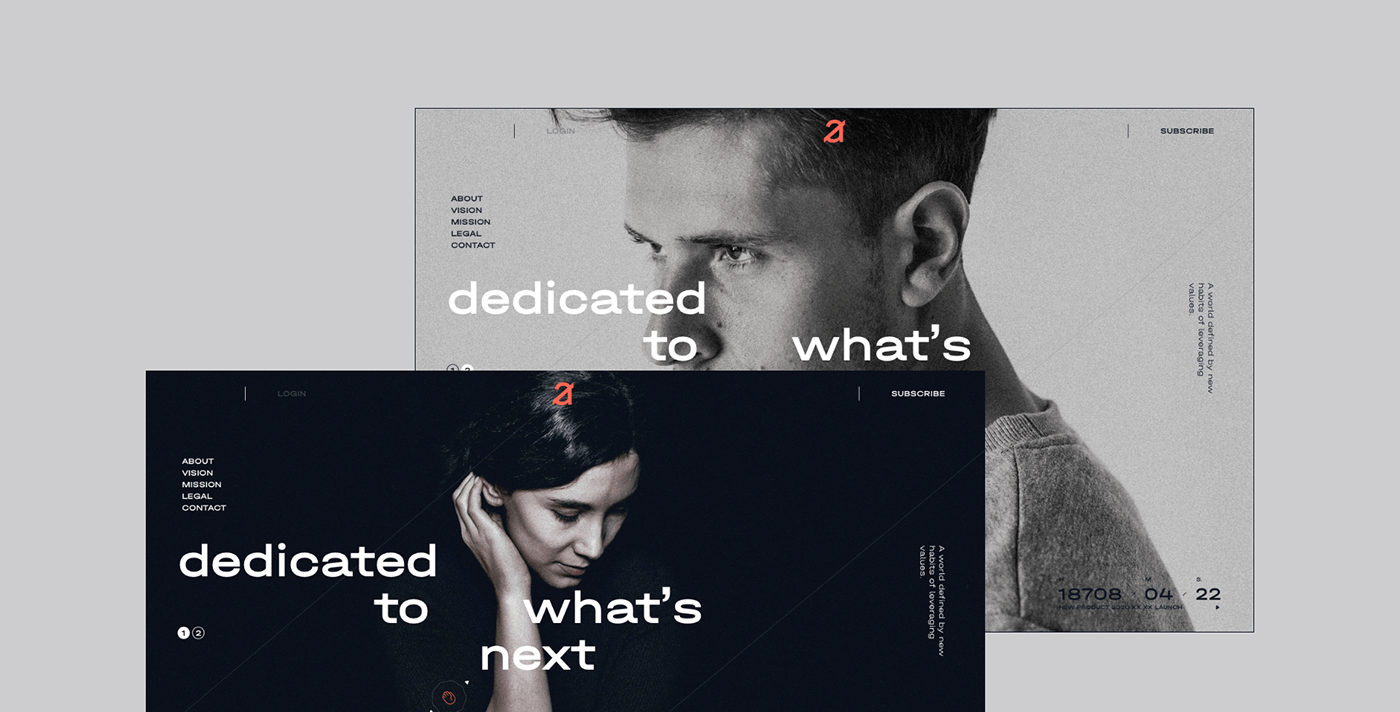 LOGIN
a
SUBSCRIBE
ABOUT
VISION
MISSION
LEGAL
CONTACT
dedicated
to what's
1 2
A world defined by new
habits of leveraging
values.
M
S
18708 04 22
NEW PRODUCT 2020 XX.XX LAUNCH
LOGIN
a
SUBSCRIBE
ABOUT
VISION
MISSION
LEGAL
CONTACT
dedicated
to what's
next
1 2
A world defined by new
habits of leveraging
values.